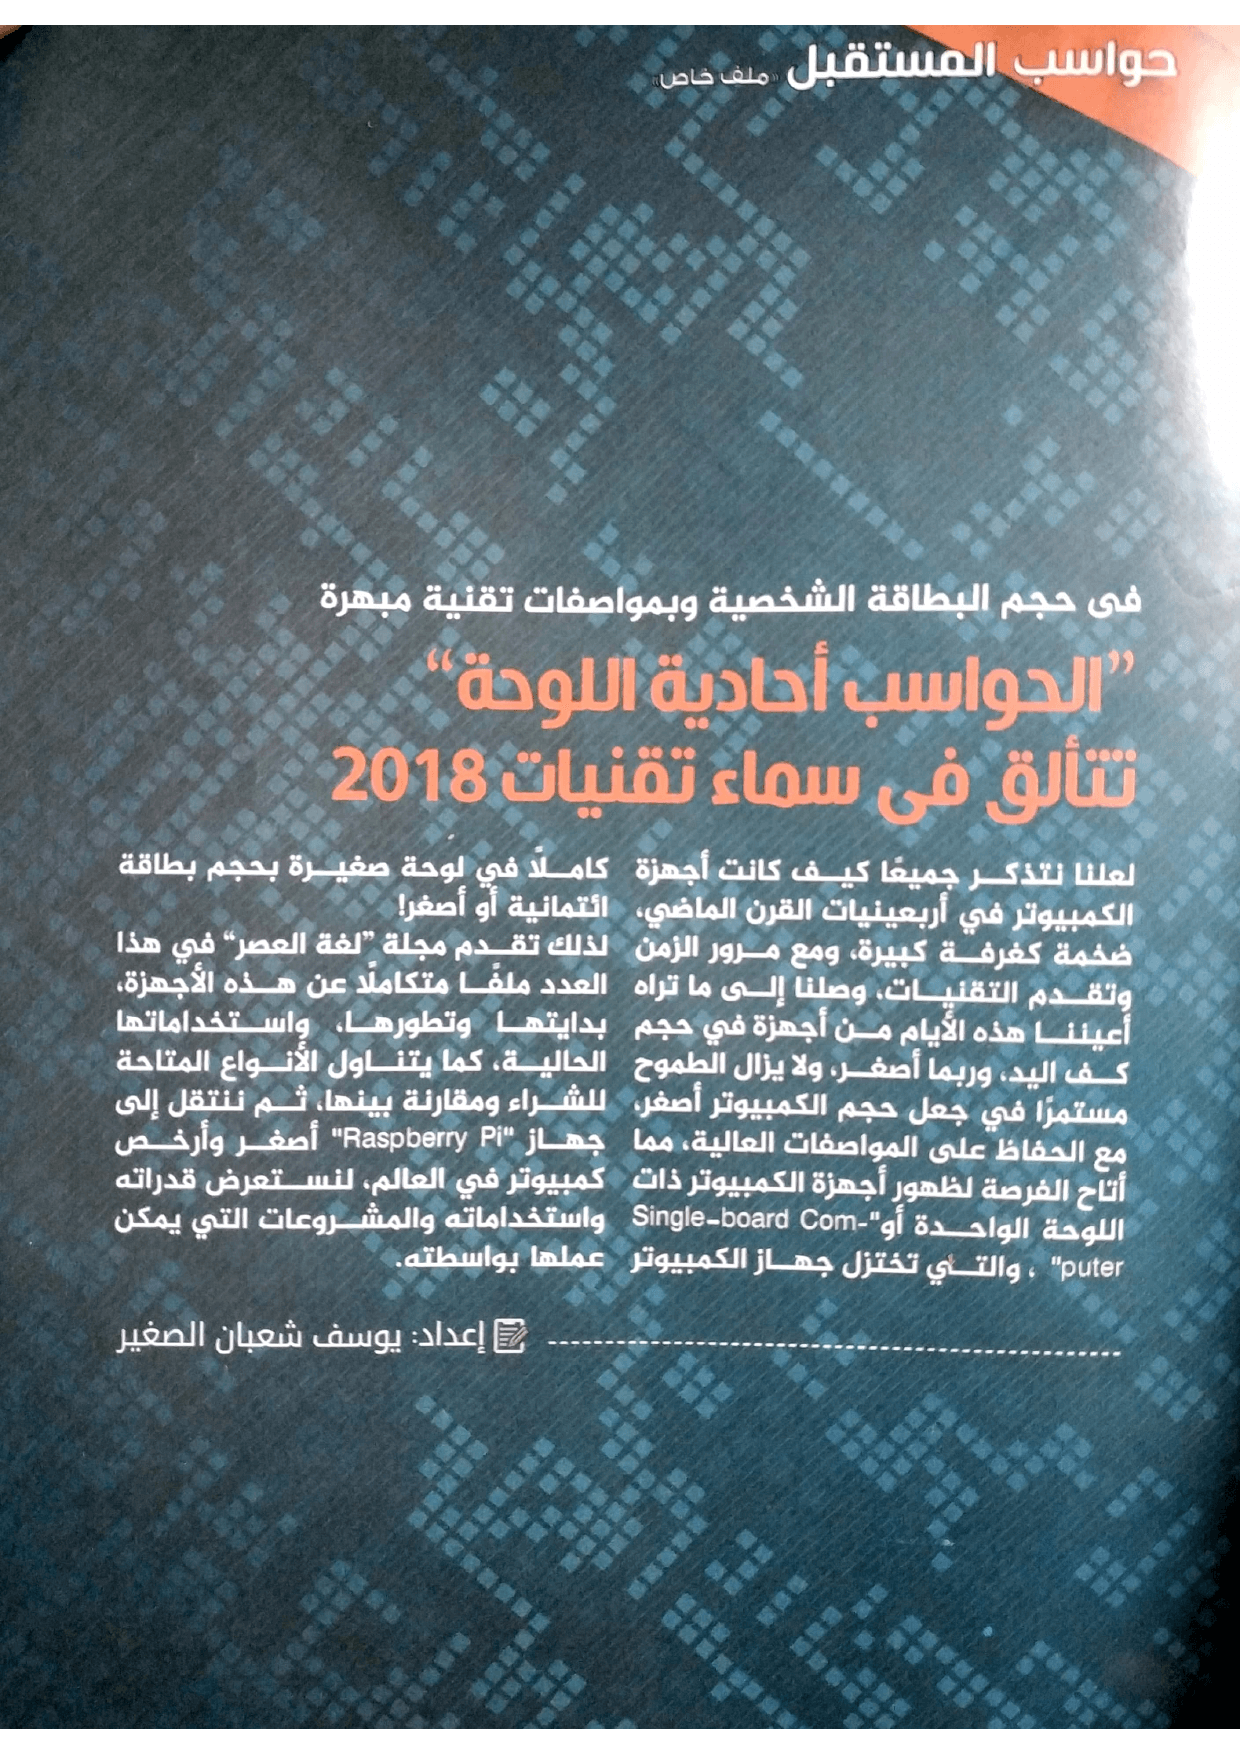 حواسب المستقبل «ملف خاص»
فى حجم البطاقة الشخصية وبمواصفات تقنية مبهرة
”الحواسب أحادية اللوحة“
تتألق فى سماء تقنيات 2018
لعلنا نتذكر جميعًا كيف كانت أجهزة
الكمبيوتر في أربعينيات القرن الماضي،
ضخمة كغرفة كبيرة، ومع مرور الزمن
وتقدم التقنيات، وصلنا إلى ما تراه
أعيننا هذه الأيام من أجهزة في حجم
كف اليد، وربما أصغر، ولا يزال الطموح
مستمرًا في جعل حجم الكمبيوتر أصغر،
مع الحفاظ على المواصفات العالية، مما
أتاح الفرصة لظهور أجهزة الكمبيوتر ذات
اللوحة الواحدة أو"Single-board Com-
puter" ، والتي تختزل جهاز الكمبيوتر
كاملًا في لوحة صغيرة بحجم بطاقة
ائتمانية أو أصغر!
لذلك تقدم مجلة ”لغة العصر“ في هذا
العدد ملفًا متكاملًا عن هذه الأجهزة،
بدايتها وتطورها، واستخداماتها
الحالية، كما يتناول الأنواع المتاحة
للشراء ومقارنة بينها، ثم ننتقل إلى
جهاز "Raspberry Pi" أصغر وأرخص
كمبيوتر في العالم، لنستعرض قدراته
واستخداماته والمشروعات التي يمكن
عملها بواسطته.
إعداد: يوسف شعبان الصغير